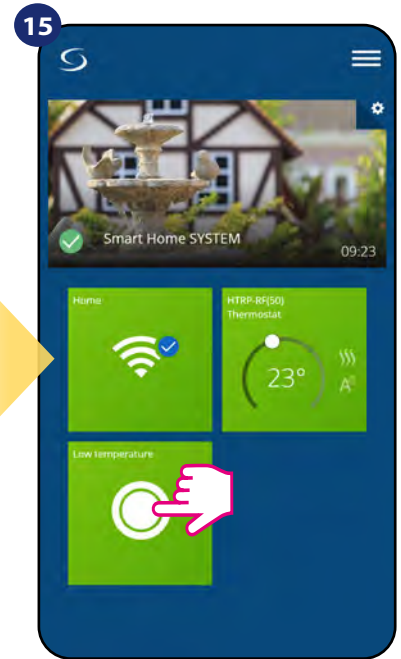 15
Smart Home SYSTEM
09:23
Home
HTRP-RF(50)
Thermostat
23°
A
Low temperature